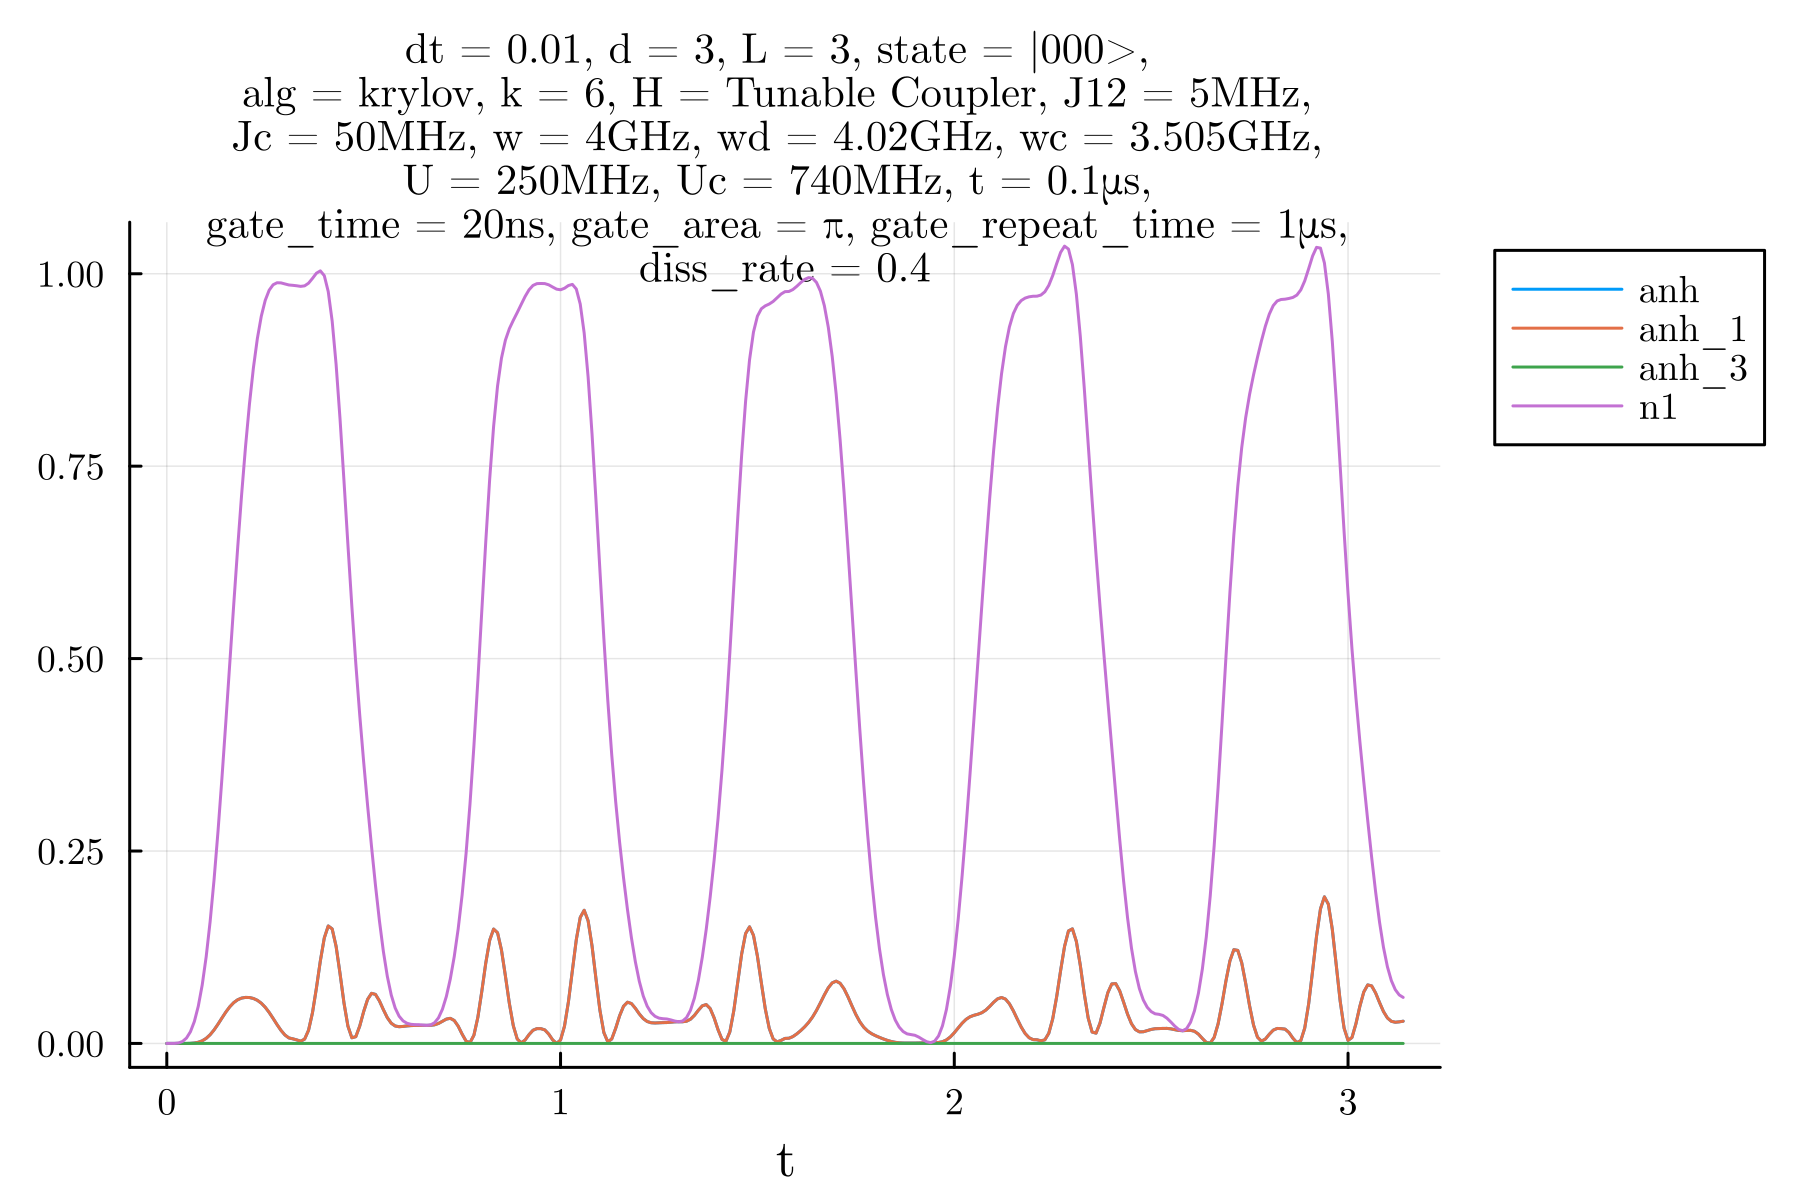 dt = 0.01, d = 3, L = 3, state = |000>,
alg = krylov, k = 6, H = Tunable Coupler, J12 = 5MHz,
Jc = 50MHz, w = 4GHz, wd = 4.02GHz, wc = 3.505GHz,
U = 250MHz, Uc = 740MHz, t = 0.1μs,
gate_time = 20ns, gate_area = π, gate_repeat_time = 1μs,
diss_rate = 0.4
1.00
0.75
0.50
0.25
0.00
0
1
2
3
t
anh
anh_1
anh_3
n1